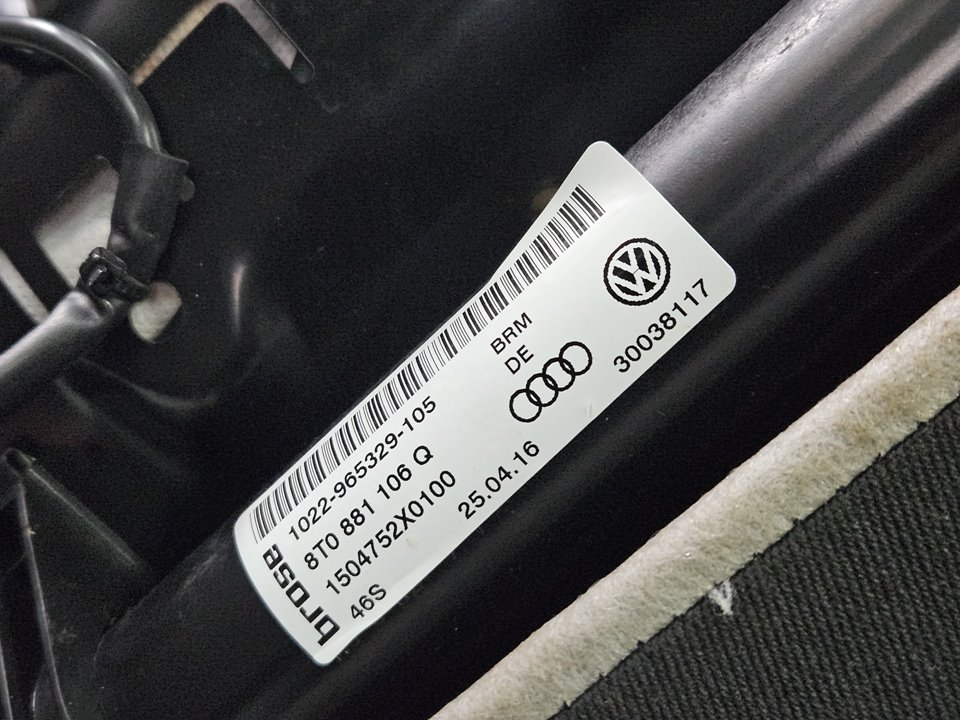 BRM
DE
30038117
1022-965329-105
8T0 881 106 Q
1504752X0100
25.04.16
46S
brose